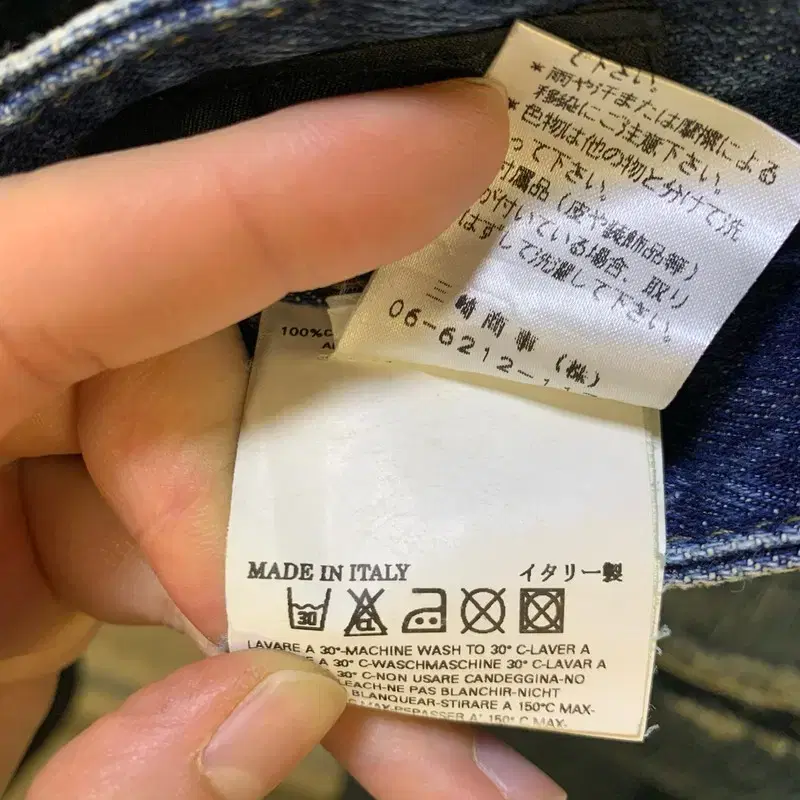 て下さい。
*雨や汗または摩擦による
移染にご注意下さい。
*色物は他の物と分けて洗
って下さい。
付属品(皮や装飾品等)
が付いている場合、取り
はずして洗濯して下さい。
三崎商事(株)
06-6212-
100%
MADE IN ITALY イタリー製
30
LAVARE A 30°-MACHINE WASH TO 30° C-LAVER A
30° C-WASCHMASCHINE 30° C-LAVAR A
30° C-NON USARE CANDEGGINA-NO
BLEACH-NE PAS BLANCHIR-NICHT
BLANQUEAR-STIRARE A 150°C MAX-
MAX-REPASSER A 150°C MAX.